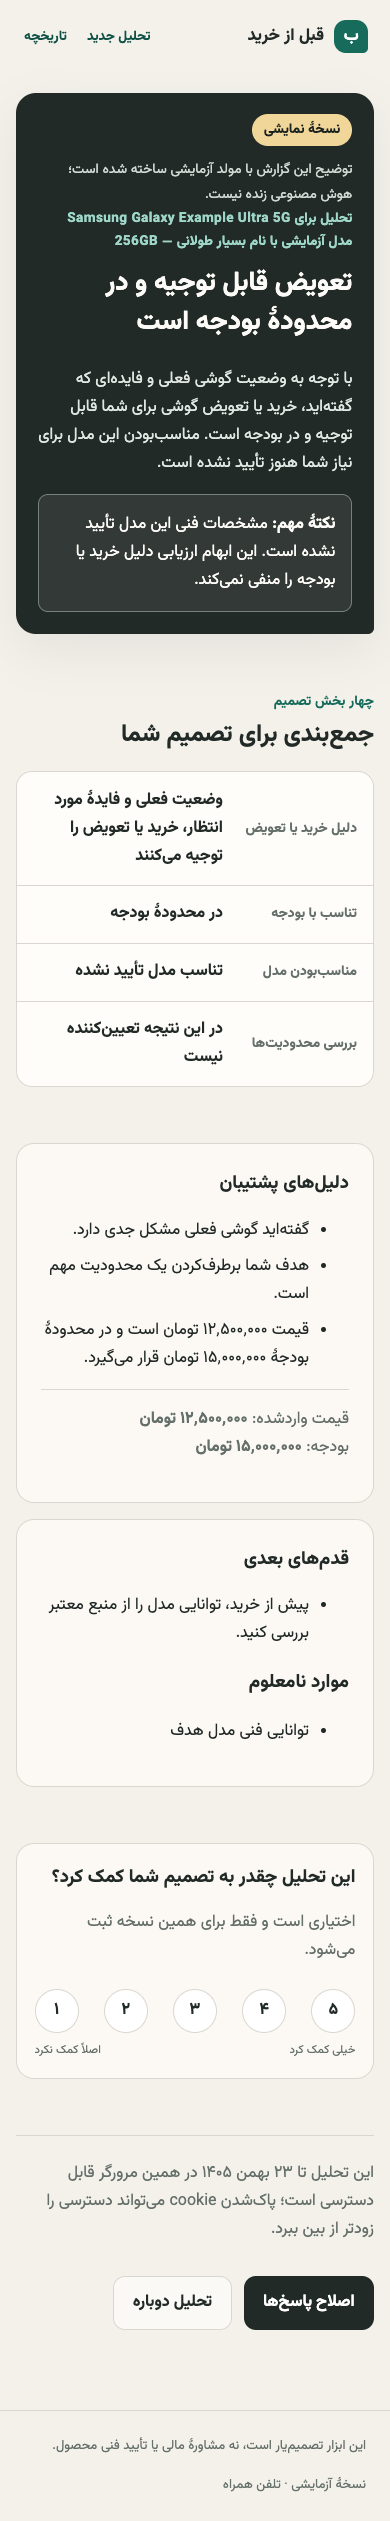 ب
قبل از خرید
تحلیل جدید
تاریخچه
نسخهٔ نمایشی
توضیح این گزارش با مولد آزمایشی ساخته شده است؛
هوش مصنوعی زنده نیست.
تحلیل برای Samsung Galaxy Example Ultra 5G
مدل آزمایشی با نام بسیار طولانی — 256GB
تعویض قابل توجیه و در
محدودهٔ بودجه است
با توجه به وضعیت گوشی فعلی و فایده‌ای که
گفته‌اید، خرید یا تعویض گوشی برای شما قابل
توجیه و در بودجه است. مناسب‌بودن این مدل برای
نیاز شما هنوز تأیید نشده است.
نکتهٔ مهم: مشخصات فنی این مدل تأیید
نشده است. این ابهام ارزیابی دلیل خرید یا
بودجه را منفی نمی‌کند.
چهار بخش تصمیم
جمع‌بندی برای تصمیم شما
دلیل خرید یا تعویض
وضعیت فعلی و فایدهٔ مورد
انتظار، خرید یا تعویض را
توجیه می‌کنند
تناسب با بودجه
در محدودهٔ بودجه
مناسب‌بودن مدل
تناسب مدل تأیید نشده
بررسی محدودیت‌ها
در این نتیجه تعیین‌کننده
نیست
دلیل‌های پشتیبان
• گفته‌اید گوشی فعلی مشکل جدی دارد.
• هدف شما برطرف‌کردن یک محدودیت مهم
است.
• قیمت ۱۲٬۵۰۰٬۰۰۰ تومان است و در محدودهٔ
بودجهٔ ۱۵٬۰۰۰٬۰۰۰ تومان قرار می‌گیرد.
قیمت واردشده: ۱۲٬۵۰۰٬۰۰۰ تومان
بودجه: ۱۵٬۰۰۰٬۰۰۰ تومان
قدم‌های بعدی
• پیش از خرید، توانایی مدل را از منبع معتبر
بررسی کنید.
موارد نامعلوم
• توانایی فنی مدل هدف
این تحلیل چقدر به تصمیم شما کمک کرد؟
اختیاری است و فقط برای همین نسخه ثبت
می‌شود.
۵ ۴ ۳ ۲ ۱
خیلی کمک کرد
اصلاً کمک نکرد
این تحلیل تا ۲۳ بهمن ۱۴۰۵ در همین مرورگر قابل
دسترسی است؛ پاک‌شدن cookie می‌تواند دسترسی را
زودتر از بین ببرد.
اصلاح پاسخ‌ها
تحلیل دوباره
این ابزار تصمیم‌یار است، نه مشاورهٔ مالی یا تأیید فنی محصول.
نسخهٔ آزمایشی · تلفن همراه